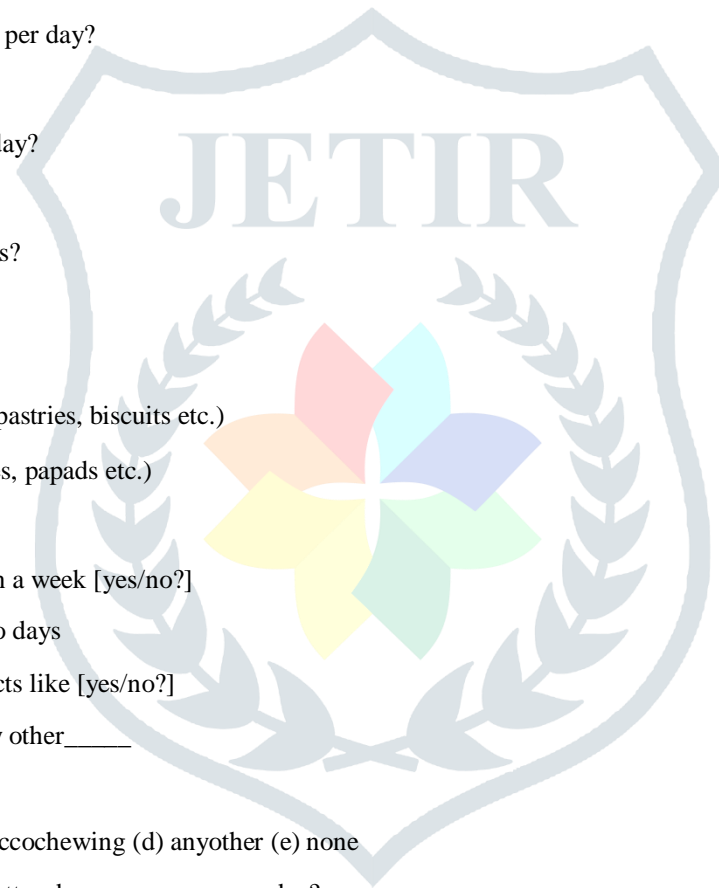 per day?
JETIR
lay?
s?
pastries, biscuits etc.)
s, papads etc.)
n a week [yes/no?]
o days
cts like [yes/no?]
other_____
ccochewing (d) anyother (e) none